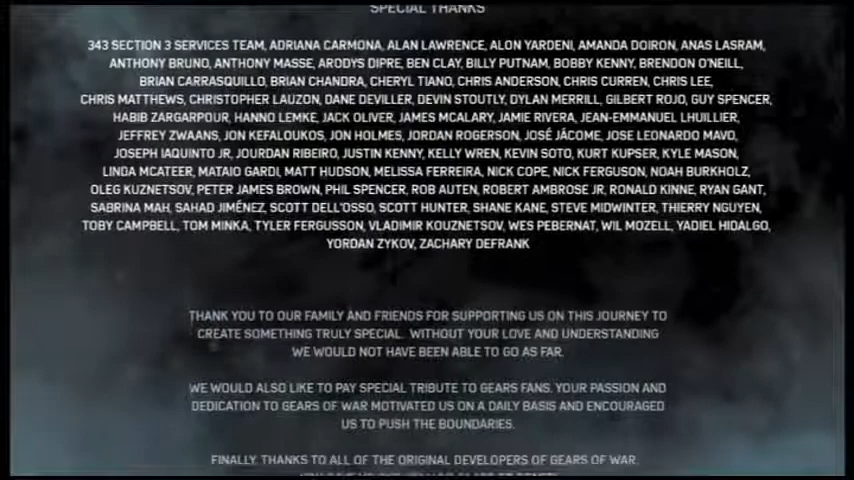 SPECIAL THANKS
343 SECTION 3 SERVICES TEAM, ADRIANA CARMONA, ALAN LAWRENCE, ALON YARDENI, AMANDA DOIRON, ANAS LASRAM,
ANTHONY BRUNO, ANTHONY MASSE, ARODYS DIPRE, BEN CLAY, BILLY PUTNAM, BOBBY KENNY, BRENDON O'NEILL,
BRIAN CARRASQUILLO, BRIAN CHANDRA, CHERYL TIANO, CHRIS ANDERSON, CHRIS CURREN, CHRIS LEE,
CHRIS MATTHEWS, CHRISTOPHER LAUZON, DANE DEVILLER, DEVIN STOUTLY, DYLAN MERRILL, GILBERT ROJO, GUY SPENCER,
HABIB ZARGARPOUR, HANNO LEMKE, JACK OLIVER, JAMES MCALARY, JAMIE RIVERA, JEAN-EMMANUEL LHUILLIER,
JEFFREY ZWAANS, JON KEFALOUKOS, JON HOLMES, JORDAN ROGERSON, JOSÉ JÁCOME, JOSE LEONARDO MAVO,
JOSEPH IAQUINTO JR, JOURDAN RIBEIRO, JUSTIN KENNY, KELLY WREN, KEVIN SOTO, KURT KUPSER, KYLE MASON,
LINDA MCATEER, MATAIO GARDI, MATT HUDSON, MELISSA FERREIRA, NICK COPE, NICK FERGUSON, NOAH BURKHOLZ,
OLEG KUZNETSOV, PETER JAMES BROWN, PHIL SPENCER, ROB AUTEN, ROBERT AMBROSE JR, RONALD KINNE, RYAN GANT,
SABRINA MAH, SAHAD JIMÉNEZ, SCOTT DELL'OSSO, SCOTT HUNTER, SHANE KANE, STEVE MIDWINTER, THIERRY NGUYEN,
TOBY CAMPBELL, TOM MINKA, TYLER FERGUSSON, VLADIMIR KOUZNETSOV, WES PEBERNAT, WIL MOZELL, YADIEL HIDALGO,
YORDAN ZYKOV, ZACHARY DEFRANK
THANK YOU TO OUR FAMILY AND FRIENDS FOR SUPPORTING US ON THIS JOURNEY TO
CREATE SOMETHING TRULY SPECIAL. WITHOUT YOUR LOVE AND UNDERSTANDING
WE WOULD NOT HAVE BEEN ABLE TO GO AS FAR.
WE WOULD ALSO LIKE TO PAY SPECIAL TRIBUTE TO GEARS FANS. YOUR PASSION AND
DEDICATION TO GEARS OF WAR MOTIVATED US ON A DAILY BASIS AND ENCOURAGED
US TO PUSH THE BOUNDARIES.
FINALLY, THANKS TO ALL OF THE ORIGINAL DEVELOPERS OF GEARS OF WAR.